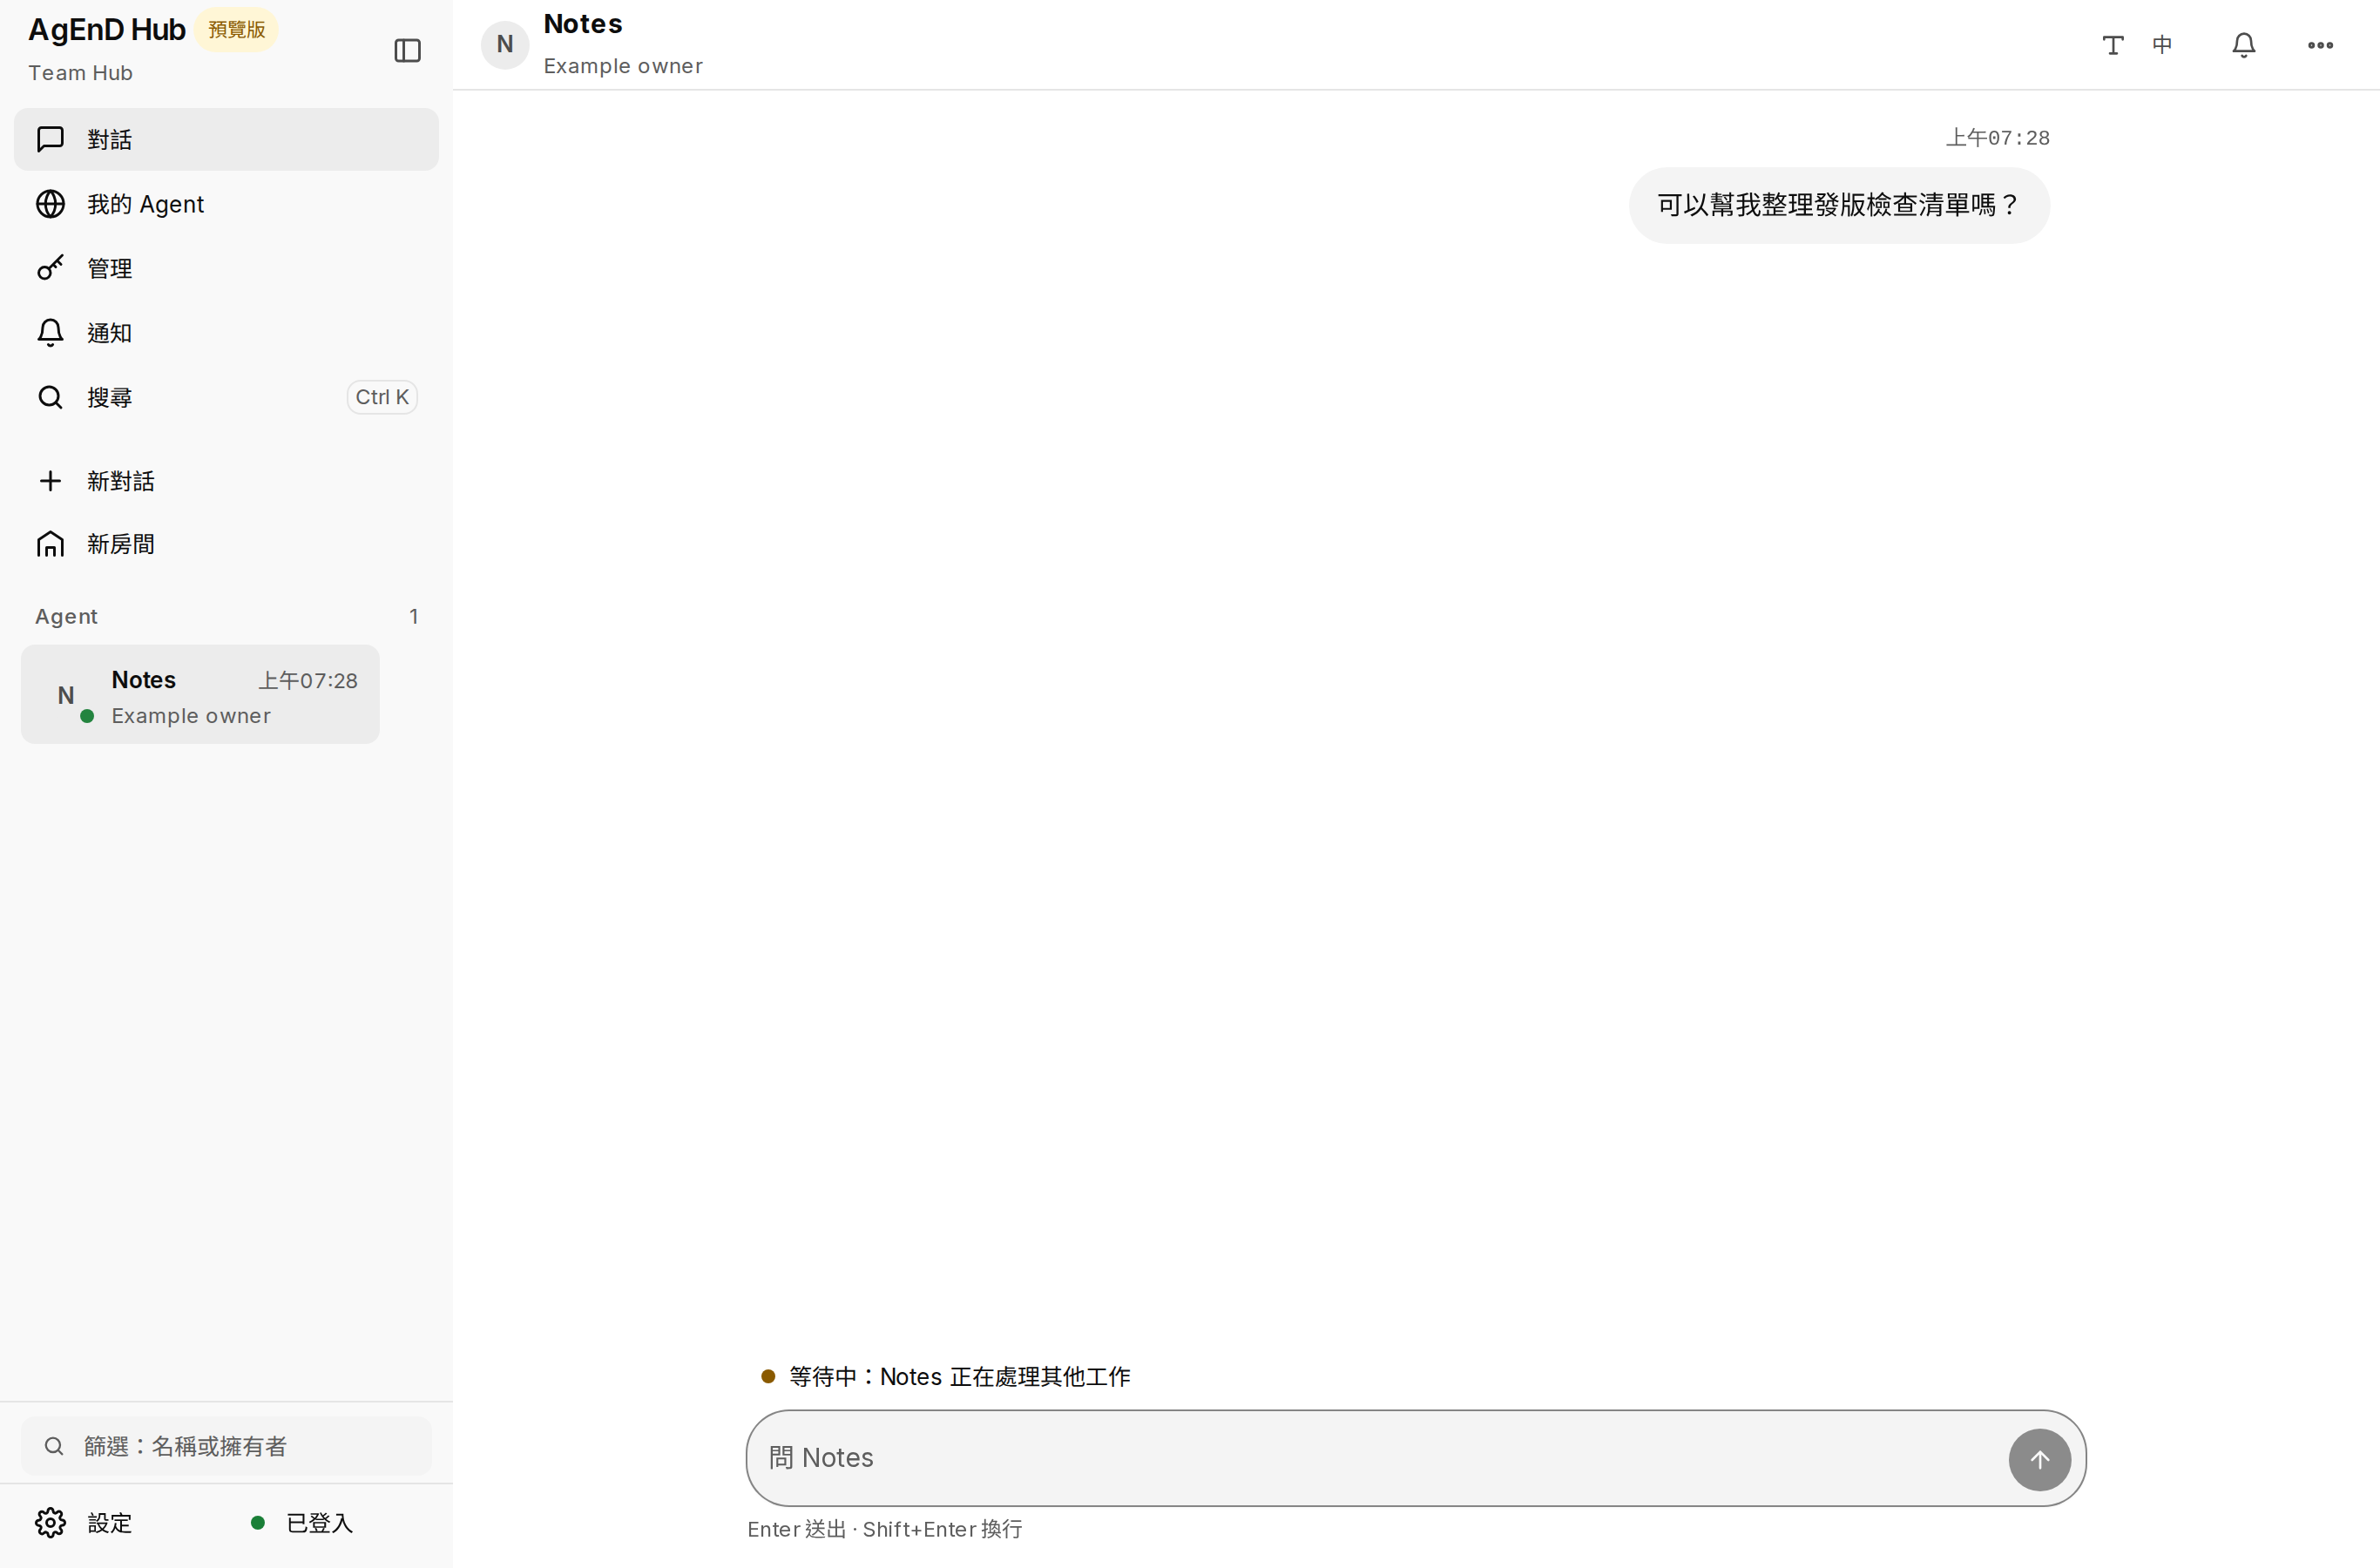 AgEnD Hub 預覽版
Team Hub
對話
我的 Agent
管理
通知
搜尋 Ctrl K
新對話
新房間
Agent 1
N Notes 上午07:28
Example owner
篩選：名稱或擁有者
設定 已登入
N Notes
Example owner
中
上午07:28
可以幫我整理發版檢查清單嗎？
等待中：Notes 正在處理其他工作
問 Notes
Enter 送出 · Shift+Enter 換行